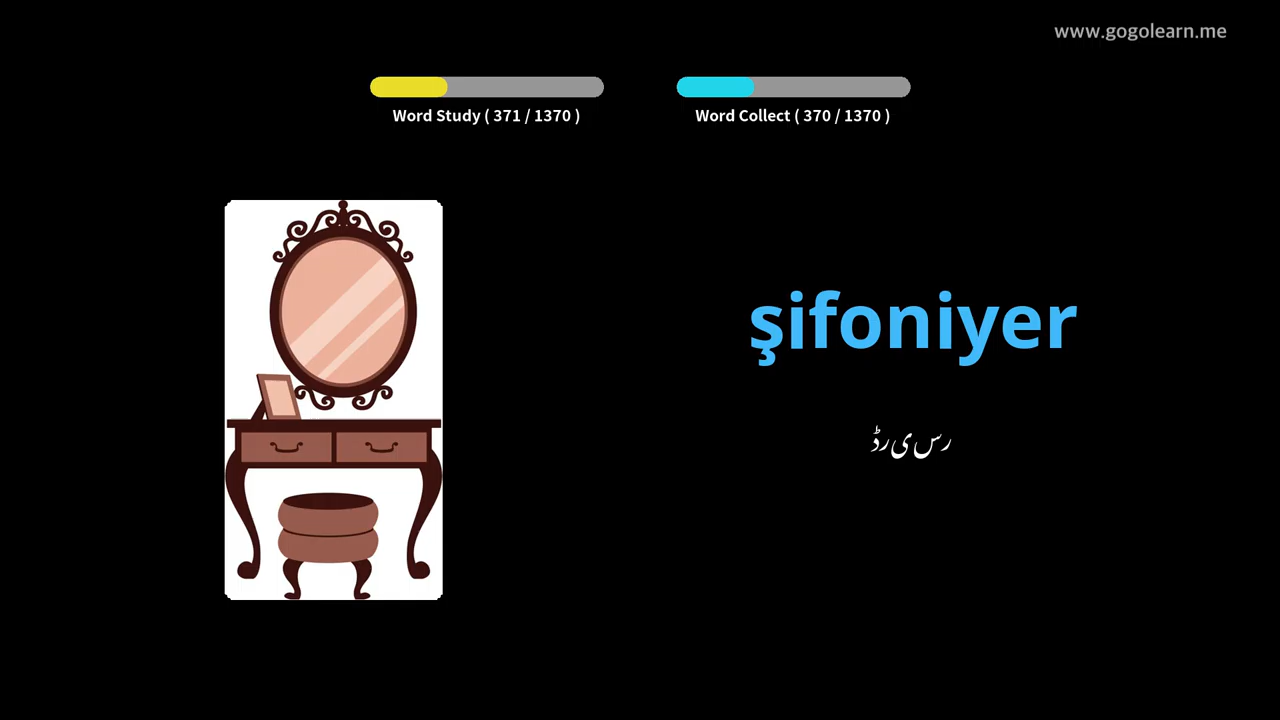 www.gogolearn.me
Word Study ( 371 / 1370 )
Word Collect ( 370 / 1370 )
şifoniyer
رس ی رڈ